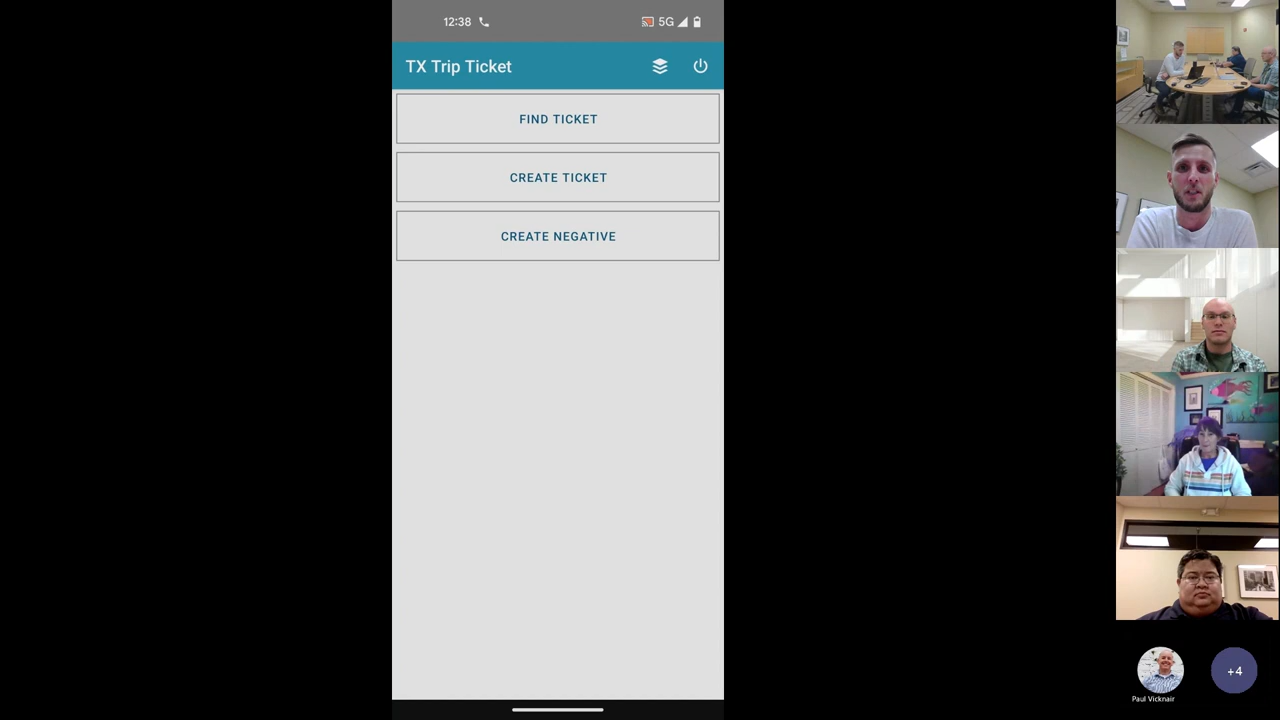 12:38
5G
TX Trip Ticket
FIND TICKET
CREATE TICKET
CREATE NEGATIVE
Paul Vicknair
+4